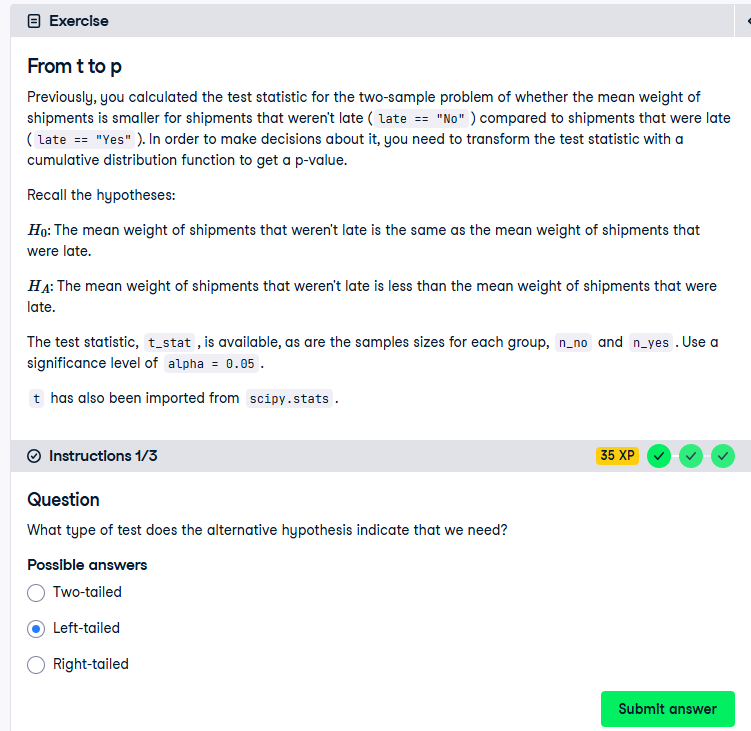 Exercise
From t to p
Previously, you calculated the test statistic for the two-sample problem of whether the mean weight of
shipments is smaller for shipments that weren't late ( late == "No" ) compared to shipments that were late
( late == "Yes" ). In order to make decisions about it, you need to transform the test statistic with a
cumulative distribution function to get a p-value.
Recall the hypotheses:
H₀: The mean weight of shipments that weren't late is the same as the mean weight of shipments that
were late.
H_A: The mean weight of shipments that weren't late is less than the mean weight of shipments that were
late.
The test statistic, t_stat , is available, as are the samples sizes for each group, n_no and n_yes . Use a
significance level of alpha = 0.05 .
t has also been imported from scipy.stats .
Instructions 1/3
35 XP
Question
What type of test does the alternative hypothesis indicate that we need?
Possible answers
Two-tailed
Left-tailed
Right-tailed
Submit answer